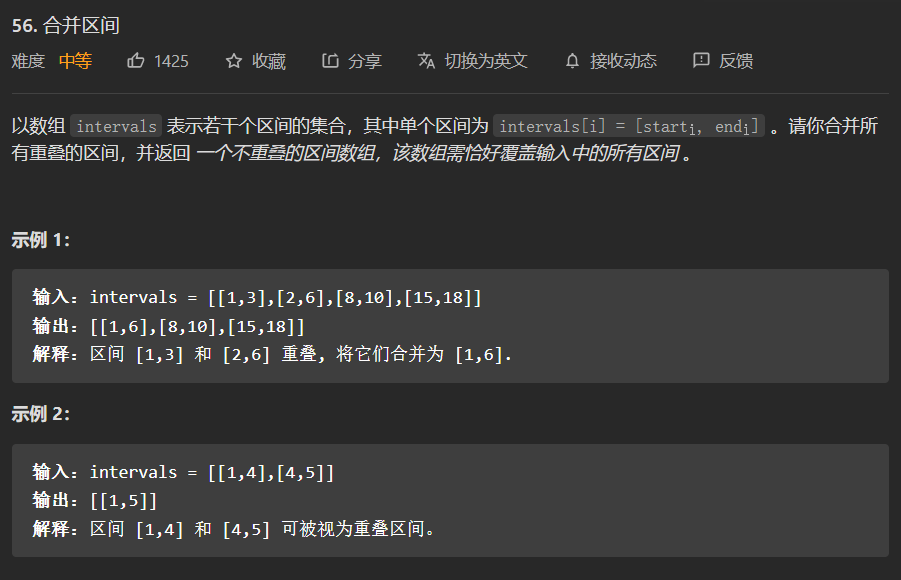 56. 合并区间
难度 中等 1425 收藏 分享 切换为英文 接收动态 反馈
以数组 intervals 表示若干个区间的集合，其中单个区间为 intervals[i] = [starti, endi] 。请你合并所
有重叠的区间，并返回 一个不重叠的区间数组，该数组需恰好覆盖输入中的所有区间 。
示例 1：
输入：intervals = [[1,3],[2,6],[8,10],[15,18]]
输出：[[1,6],[8,10],[15,18]]
解释：区间 [1,3] 和 [2,6] 重叠, 将它们合并为 [1,6].
示例 2：
输入：intervals = [[1,4],[4,5]]
输出：[[1,5]]
解释：区间 [1,4] 和 [4,5] 可被视为重叠区间。